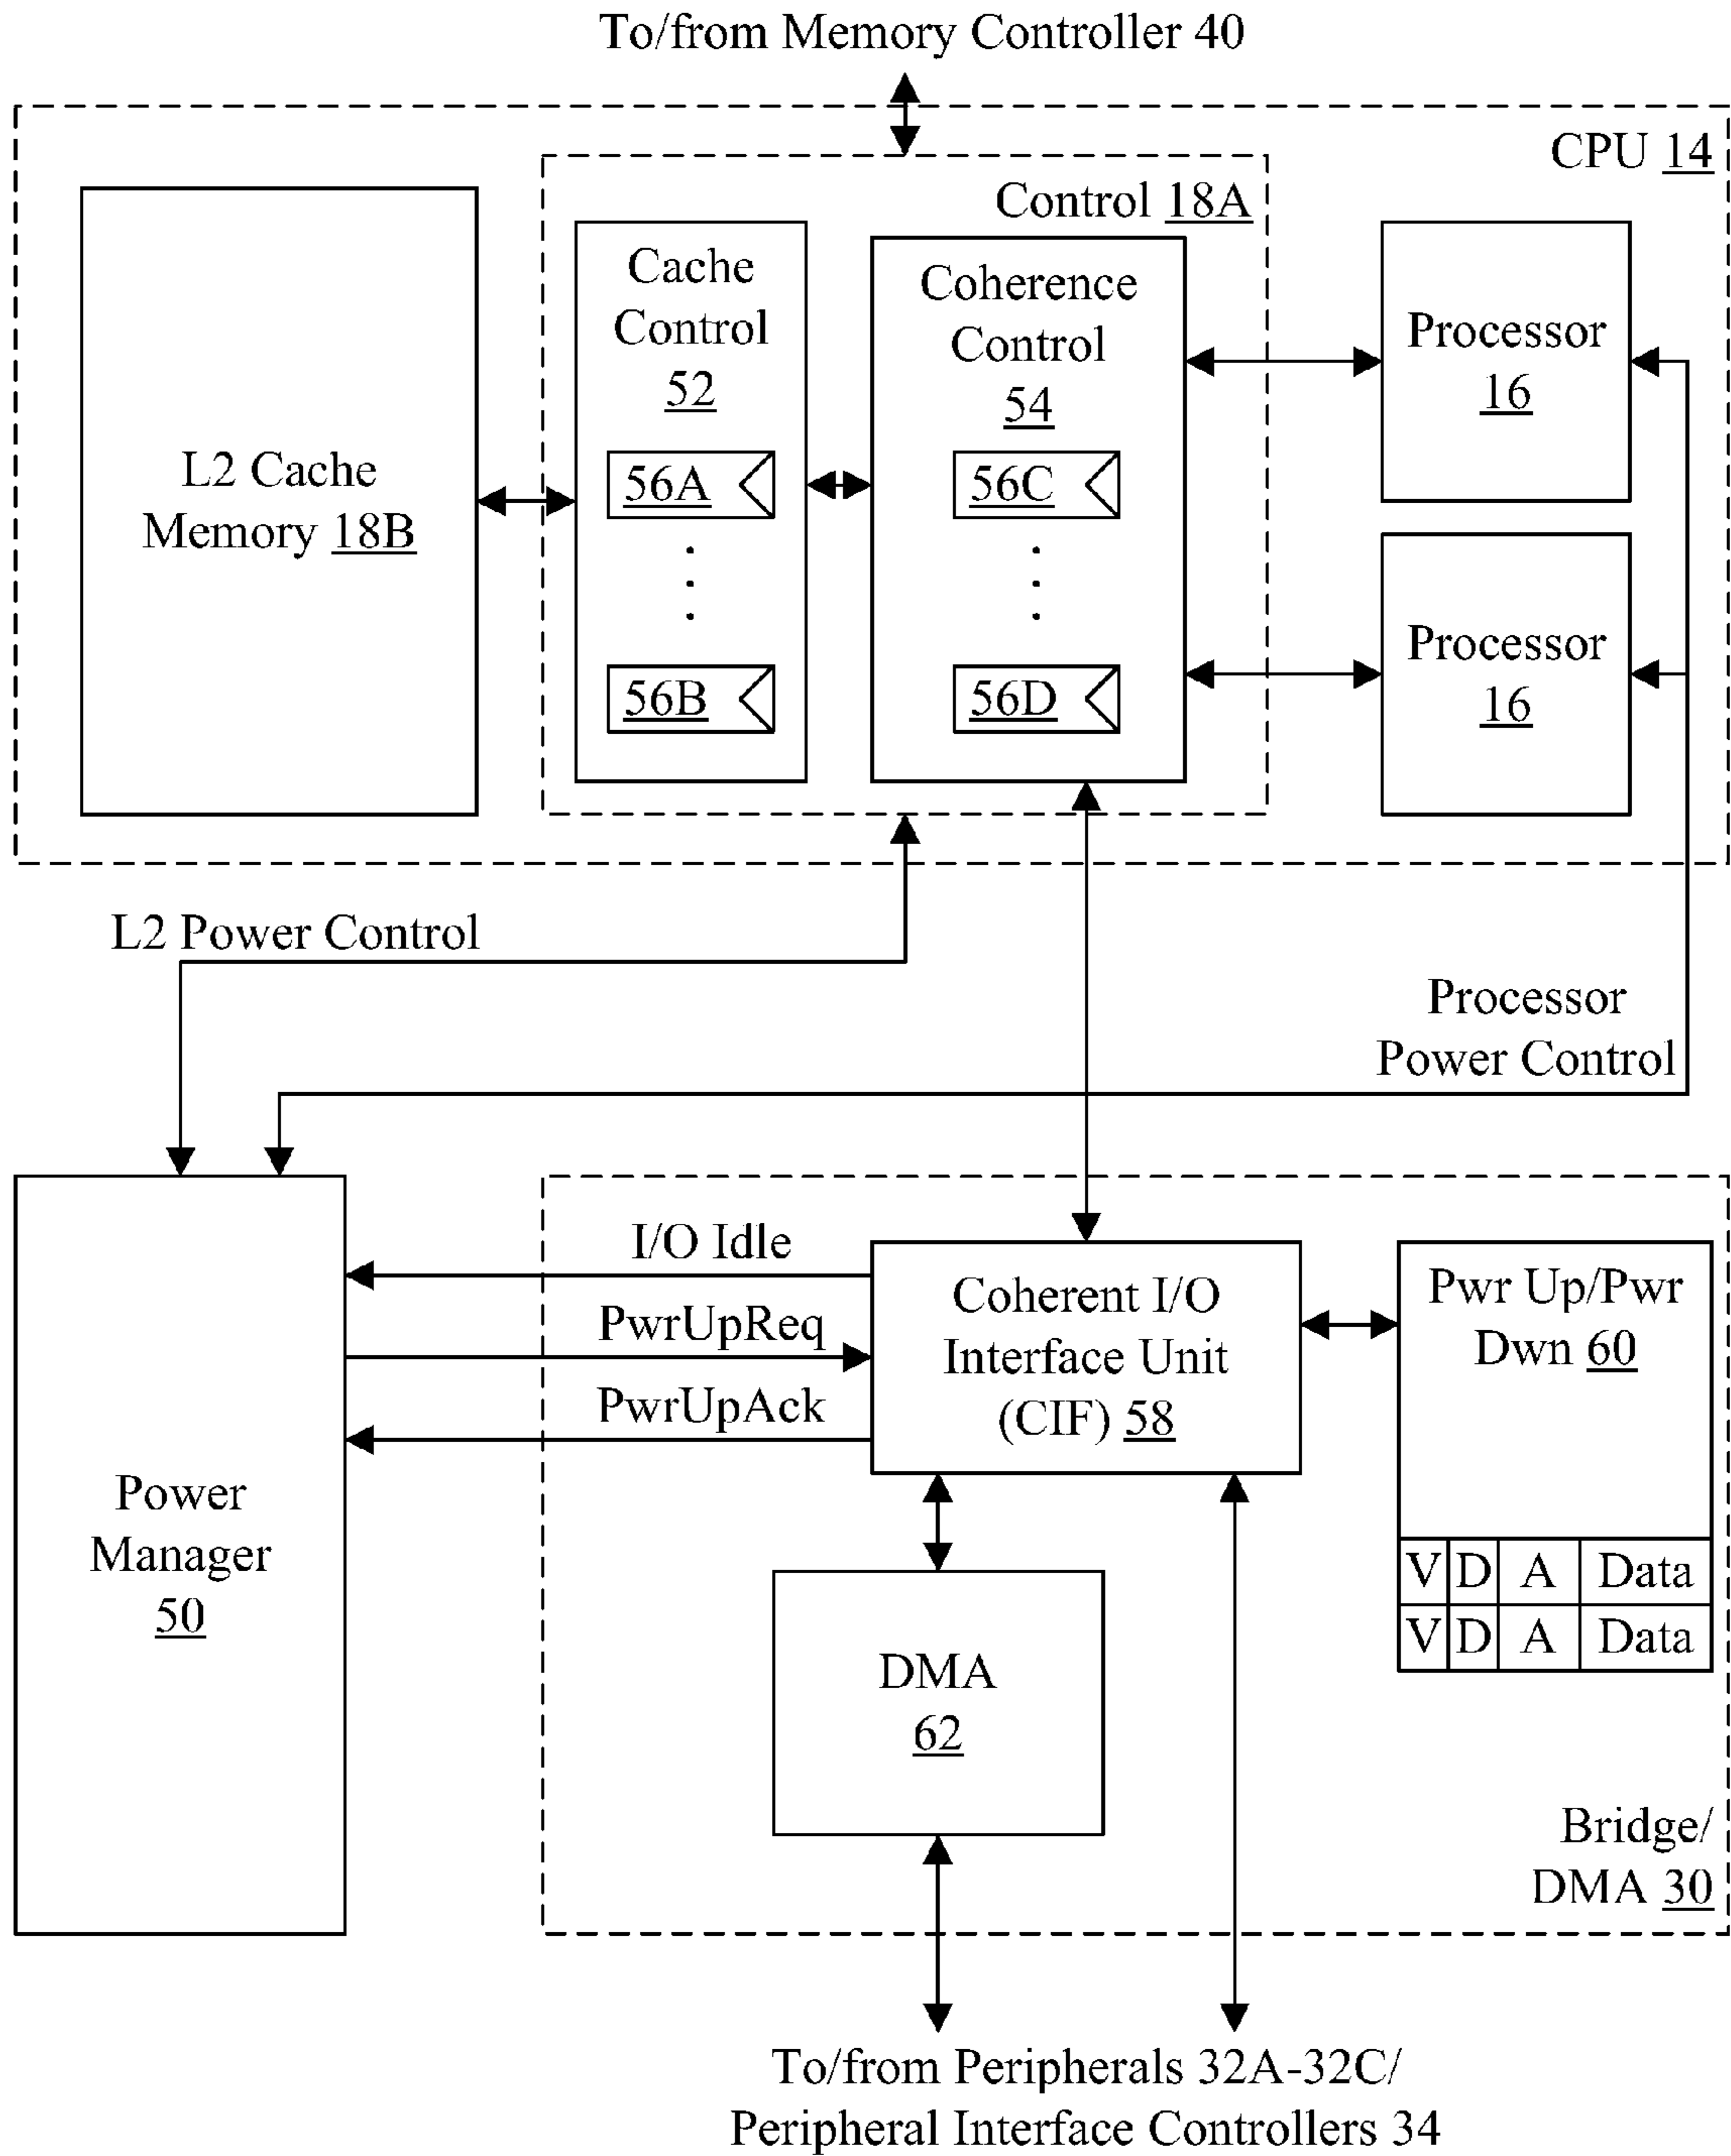 To/from Memory Controller 40
CPU 14
Control 18A
Cache
Control
52
56A
56B
Coherence
Control
54
56C
56D
L2 Cache
Memory 18B
Processor
16
Processor
16
L2 Power Control
Processor
Power Control
I/O Idle
PwrUpReq
PwrUpAck
Power
Manager
50
Coherent I/O
Interface Unit
(CIF) 58
Pwr Up/Pwr
Dwn 60
V D A Data
V D A Data
DMA
62
Bridge/
DMA 30
To/from Peripherals 32A-32C/
Peripheral Interface Controllers 34